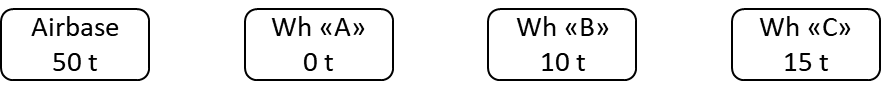 Airbase
50 t
Wh «A»
0 t
Wh «B»
10 t
Wh «C»
15 t